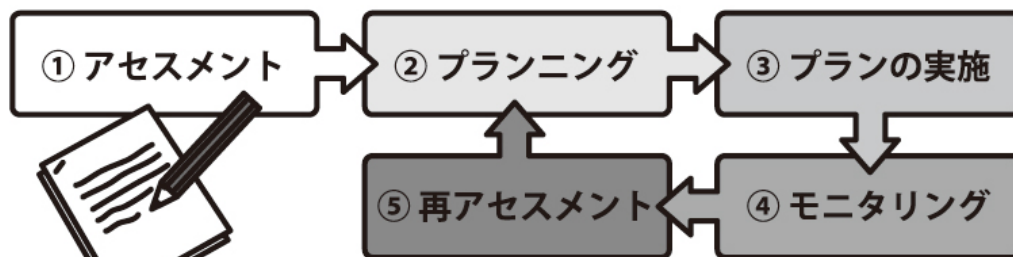 ① アセスメント
② プランニング
③ プランの実施
④ モニタリング
⑤ 再アセスメント